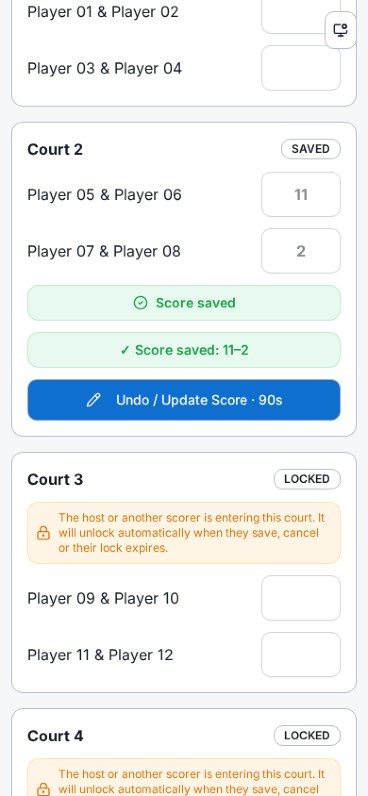 Player 01 & Player 02
Player 03 & Player 04
Court 2
SAVED
Player 05 & Player 06
11
Player 07 & Player 08
2
Score saved
✓ Score saved: 11–2
Undo / Update Score · 90s
Court 3
LOCKED
The host or another scorer is entering this court. It
will unlock automatically when they save, cancel
or their lock expires.
Player 09 & Player 10
Player 11 & Player 12
Court 4
LOCKED
The host or another scorer is entering this court. It
will unlock automatically when they save, cancel